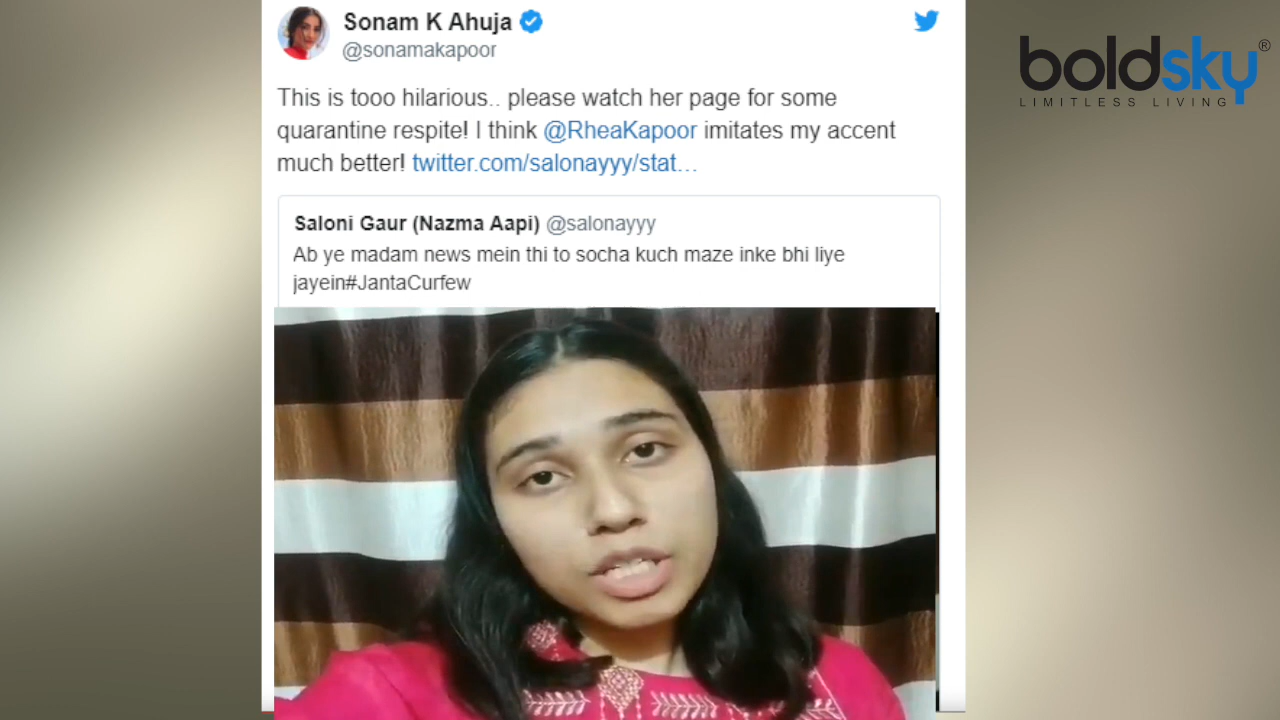 Sonam K Ahuja
@sonamakapoor
This is tooo hilarious.. please watch her page for some
quarantine respite! I think @RheaKapoor imitates my accent
much better! twitter.com/salonayyy/stat...
Saloni Gaur (Nazma Aapi) @salonayyy
Ab ye madam news mein thi to socha kuch maze inke bhi liye
jayein#JantaCurfew
boldsky®
LIMITLESS LIVING